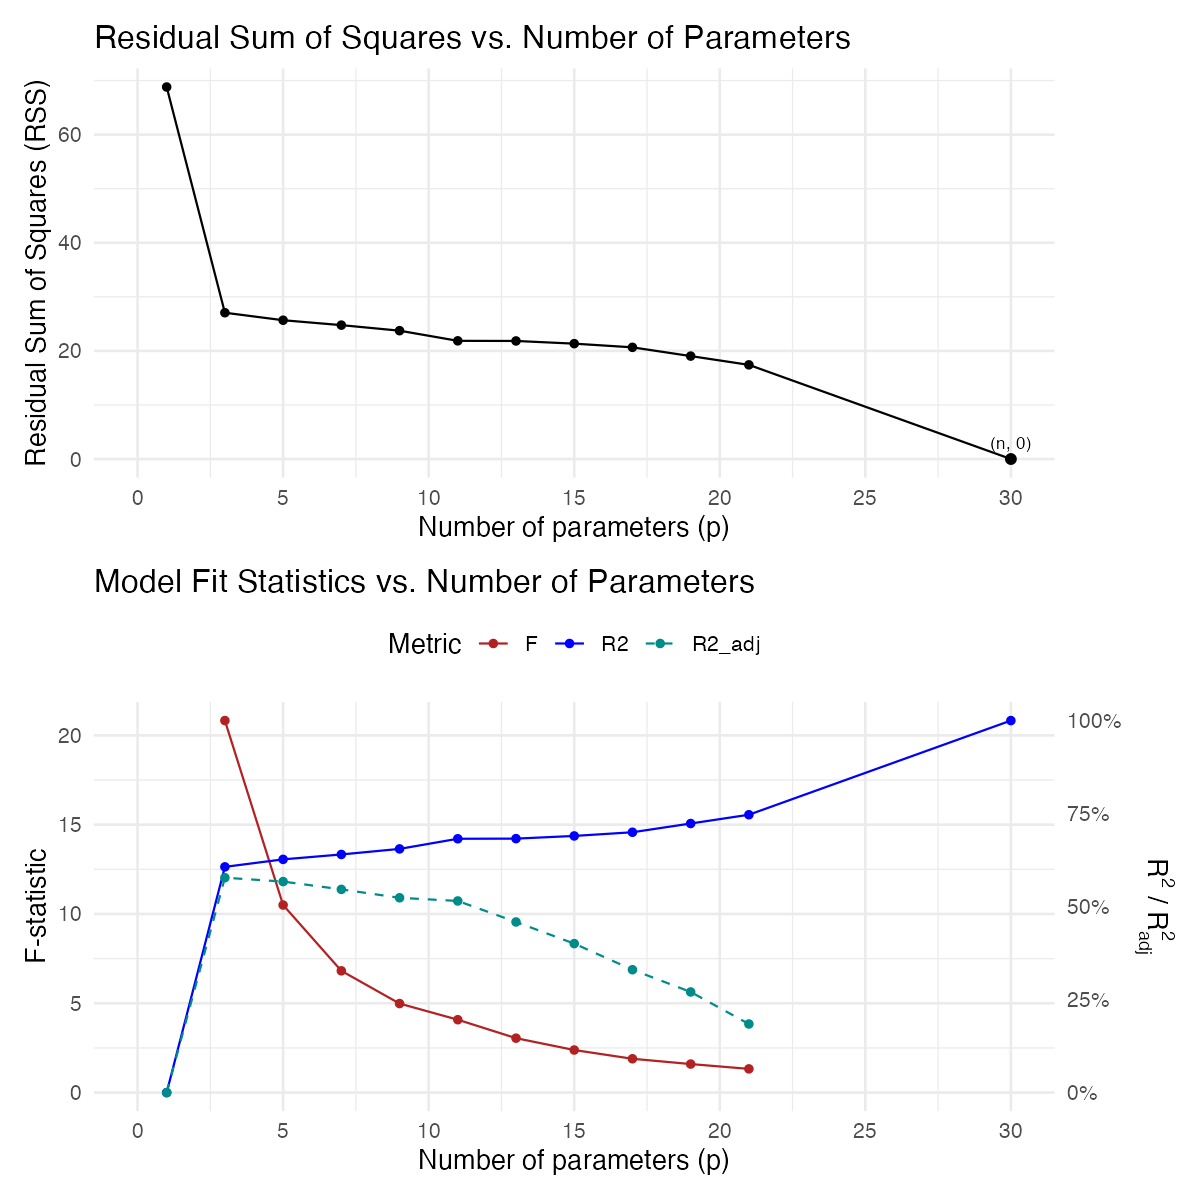 Residual Sum of Squares vs. Number of Parameters
Residual Sum of Squares (RSS)
60
40
20
0
(n, 0)
0 5 10 15 20 25 30
Number of parameters (p)
Model Fit Statistics vs. Number of Parameters
Metric F R2 R2_adj
F-statistic
20
15
10
5
0
100%
75%
50%
25%
0%
R² / R²adj
0 5 10 15 20 25 30
Number of parameters (p)